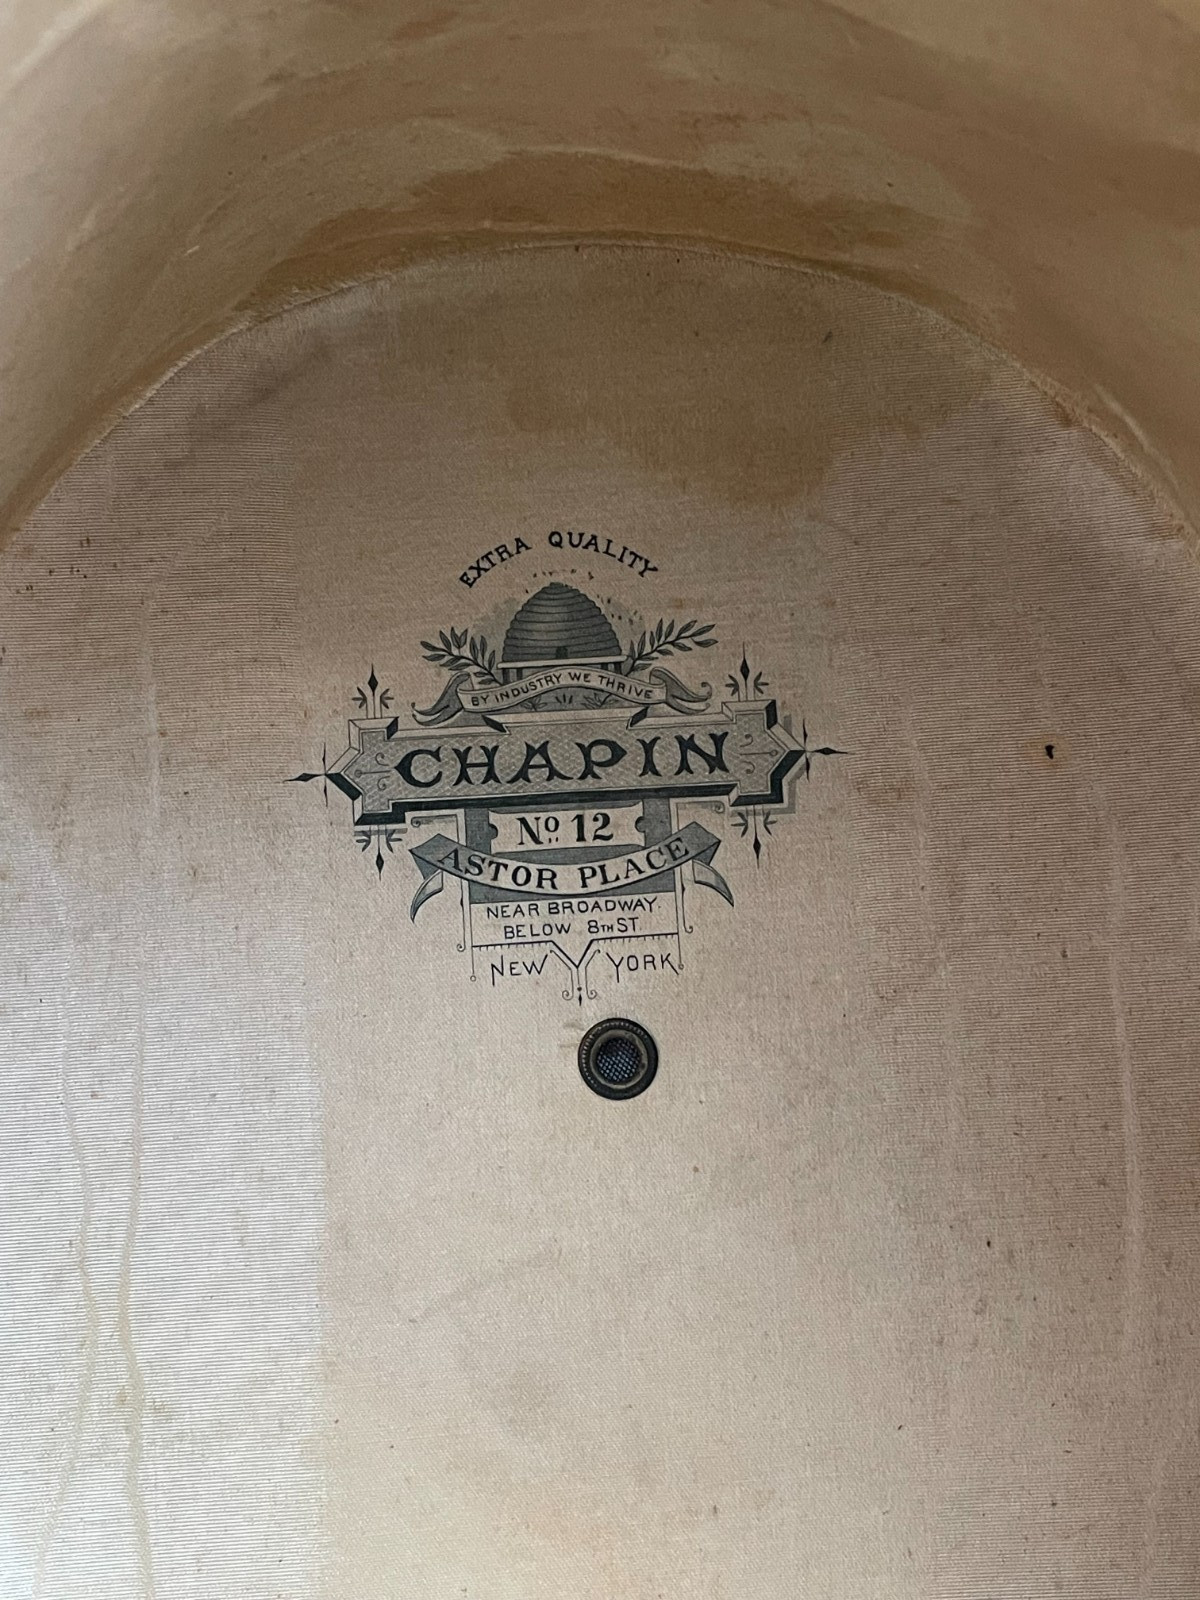 EXTRA QUALITY
BY INDUSTRY WE THRIVE
CHAPIN
No 12
ASTOR PLACE
NEAR BROADWAY.
BELOW 8TH ST.
NEW YORK